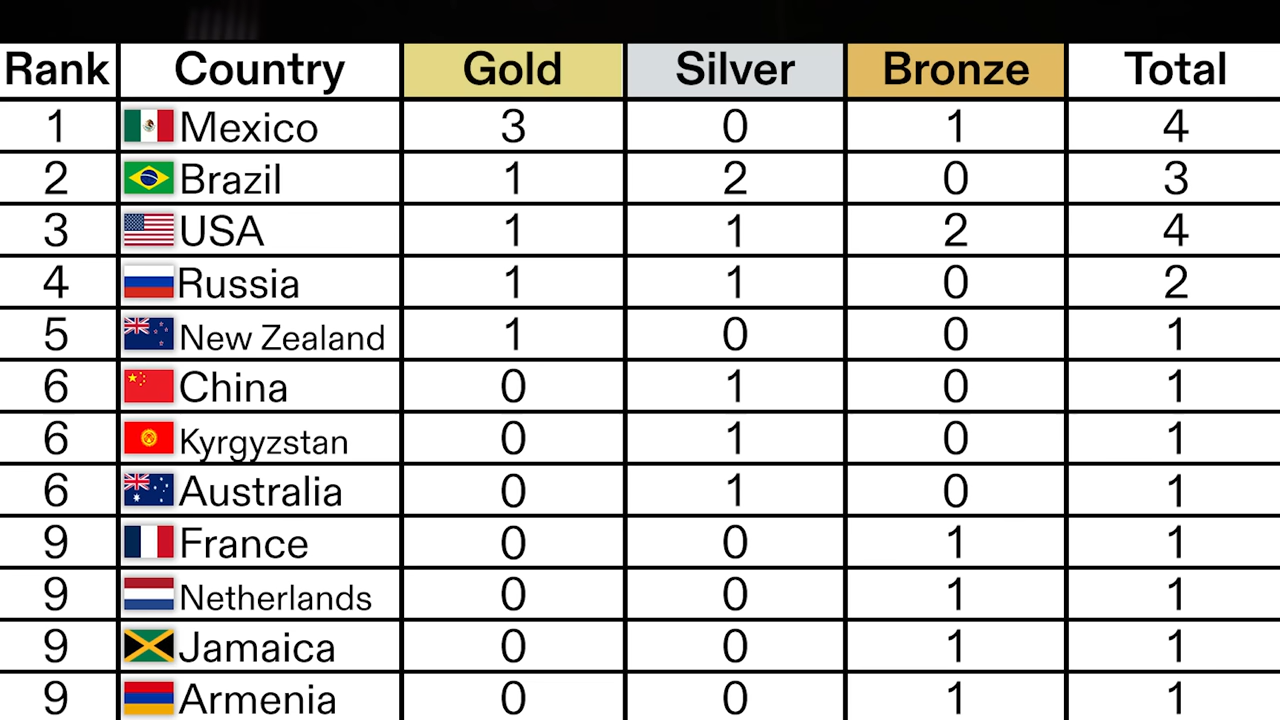 Rank Country Gold Silver Bronze Total
1 Mexico 3 0 1 4
2 Brazil 1 2 0 3
3 USA 1 1 2 4
4 Russia 1 1 0 2
5 New Zealand 1 0 0 1
6 China 0 1 0 1
6 Kyrgyzstan 0 1 0 1
6 Australia 0 1 0 1
9 France 0 0 1 1
9 Netherlands 0 0 1 1
9 Jamaica 0 0 1 1
9 Armenia 0 0 1 1